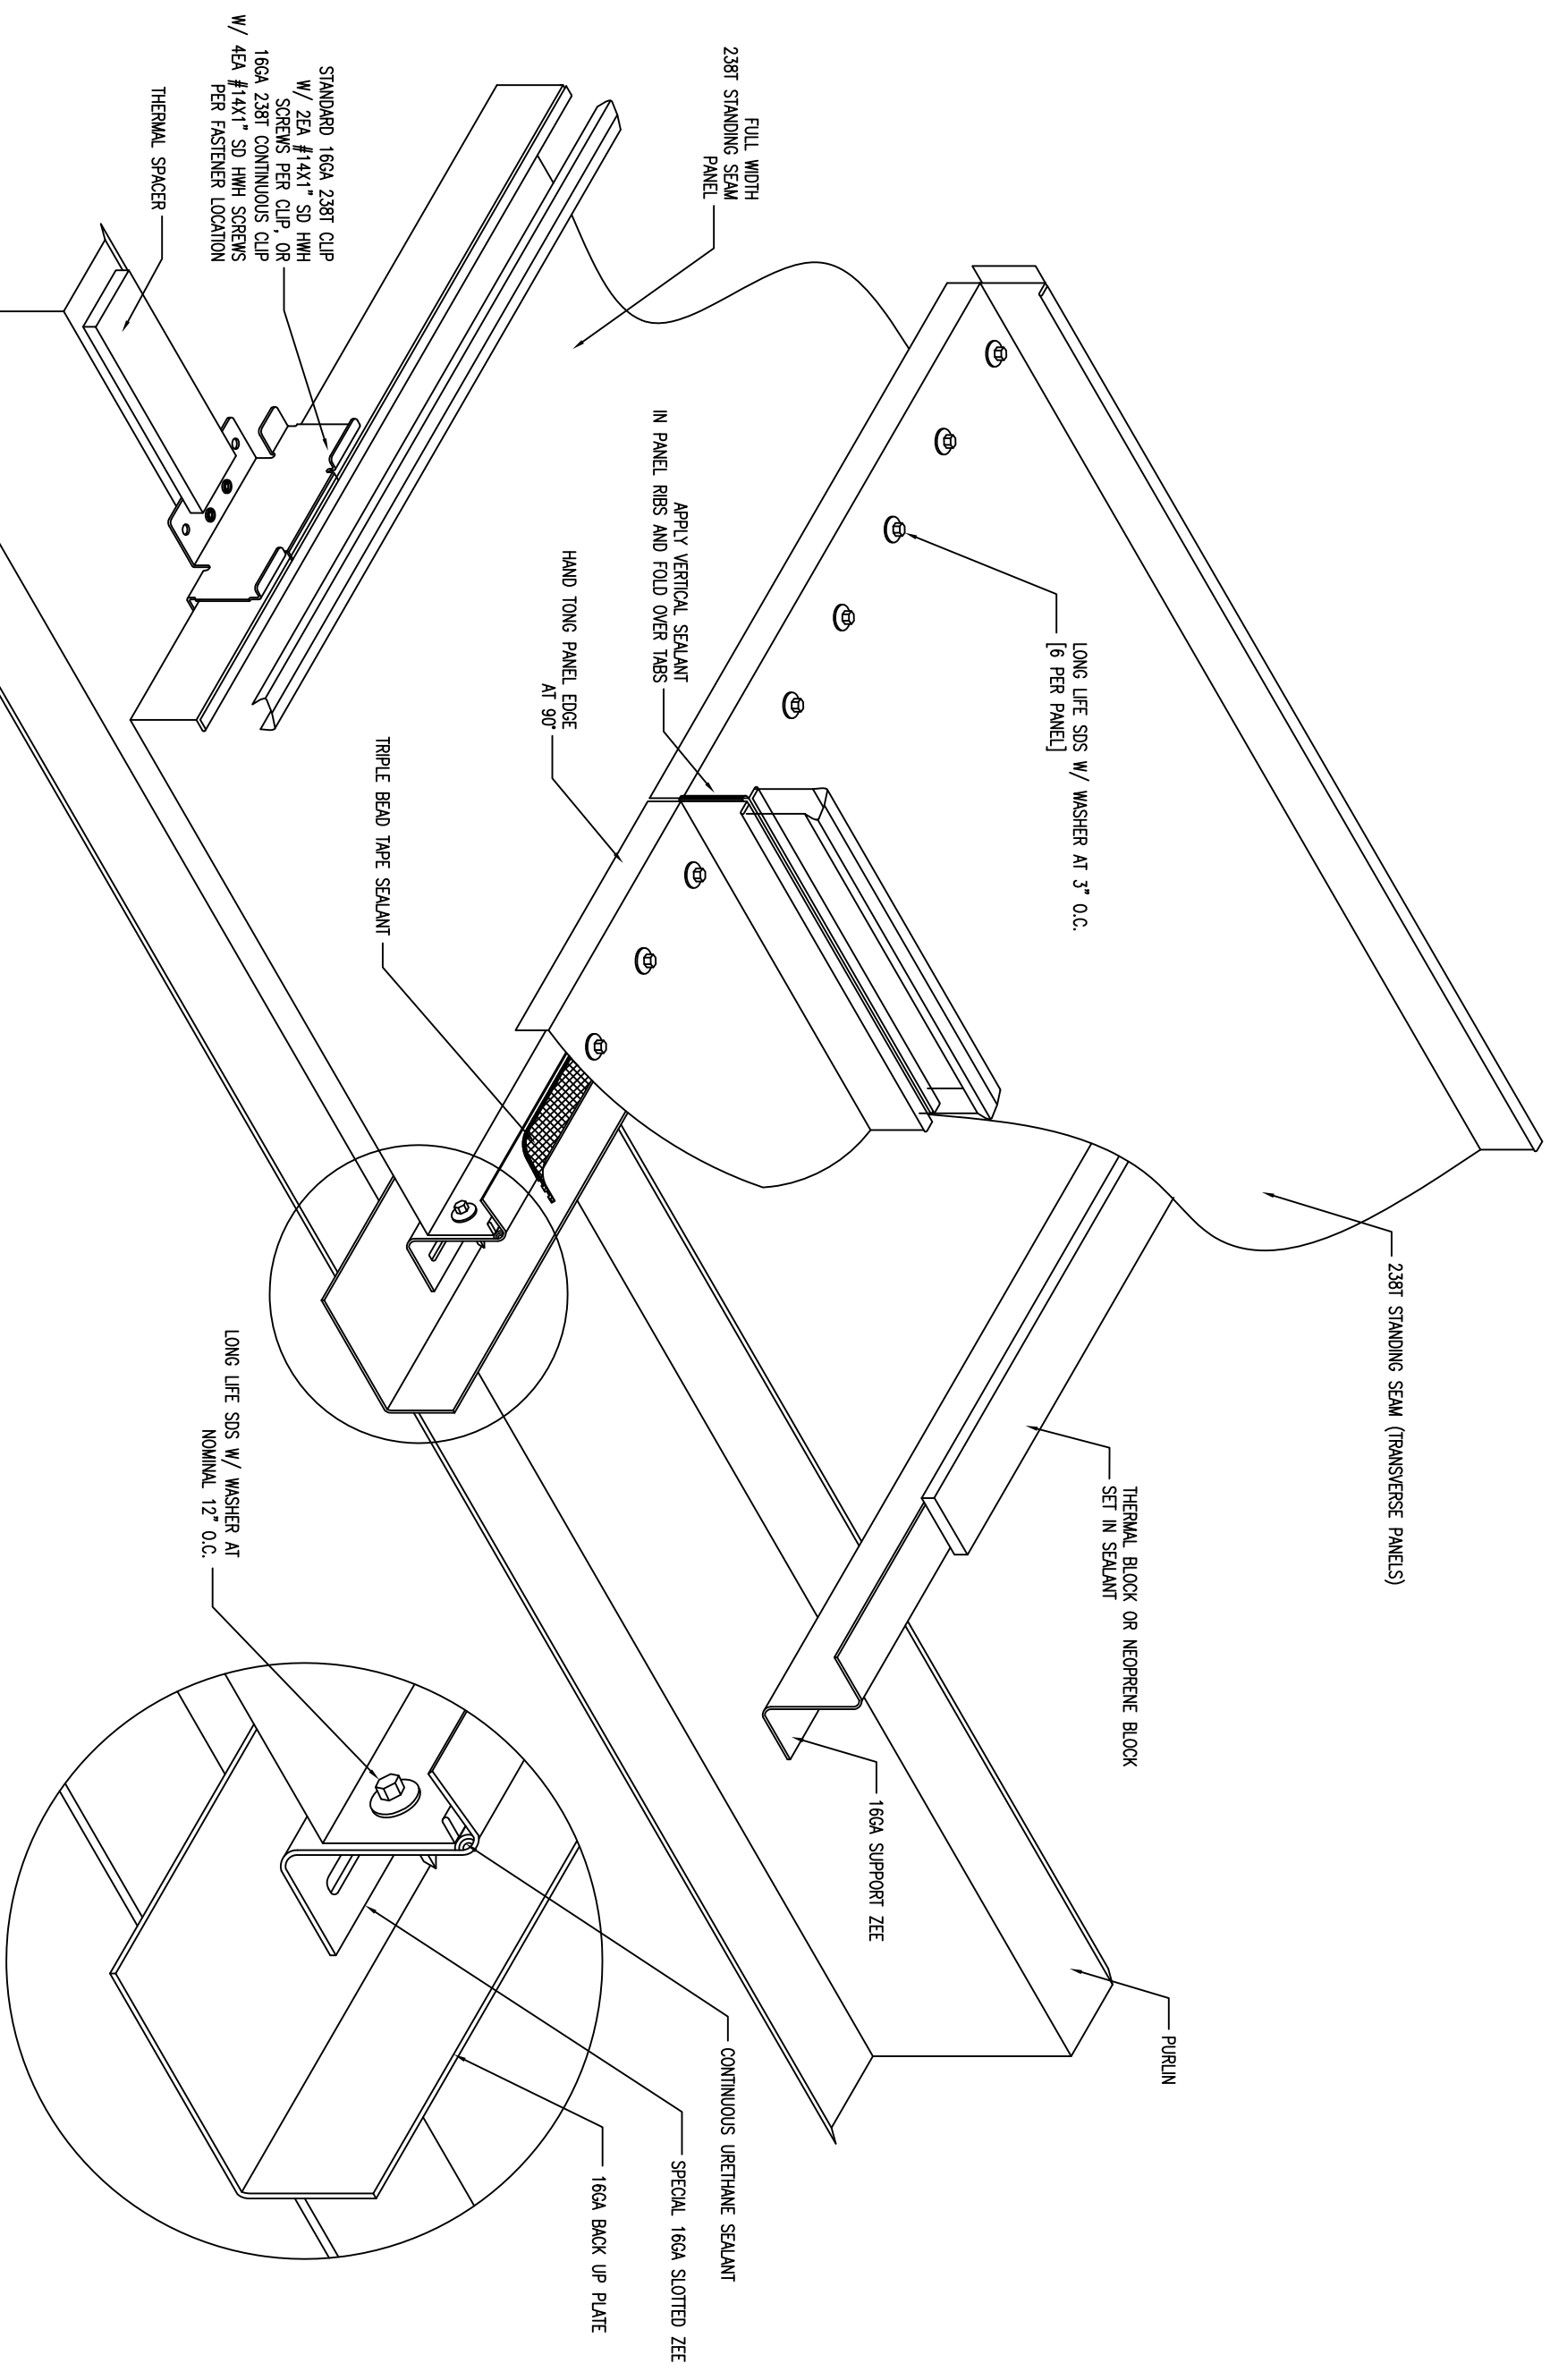 238T STANDING SEAM (TRANSVERSE PANELS)
PURLIN
THERMAL BLOCK OR NEOPRENE BLOCK
SET IN SEALANT
LONG LIFE SDS W/ WASHER AT 3" O.C.
[6 PER PANEL]
16GA SUPPORT ZEE
FULL WIDTH
238T STANDING SEAM
PANEL
APPLY VERTICAL SEALANT
IN PANEL RIBS AND FOLD OVER TABS
CONTINUOUS URETHANE SEALANT
SPECIAL 16GA SLOTTED ZEE
16GA BACK UP PLATE
HAND TONG PANEL EDGE
AT 90°
TRIPLE BEAD TAPE SEALANT
STANDARD 16GA 238T CLIP
W/ 2EA #14X1" SD HWH
SCREWS PER CLIP, OR
16GA 238T CONTINUOUS CLIP
W/ 4EA #14X1" SD HWH SCREWS
PER FASTENER LOCATION
LONG LIFE SDS W/ WASHER AT
NOMINAL 12" O.C.
THERMAL SPACER